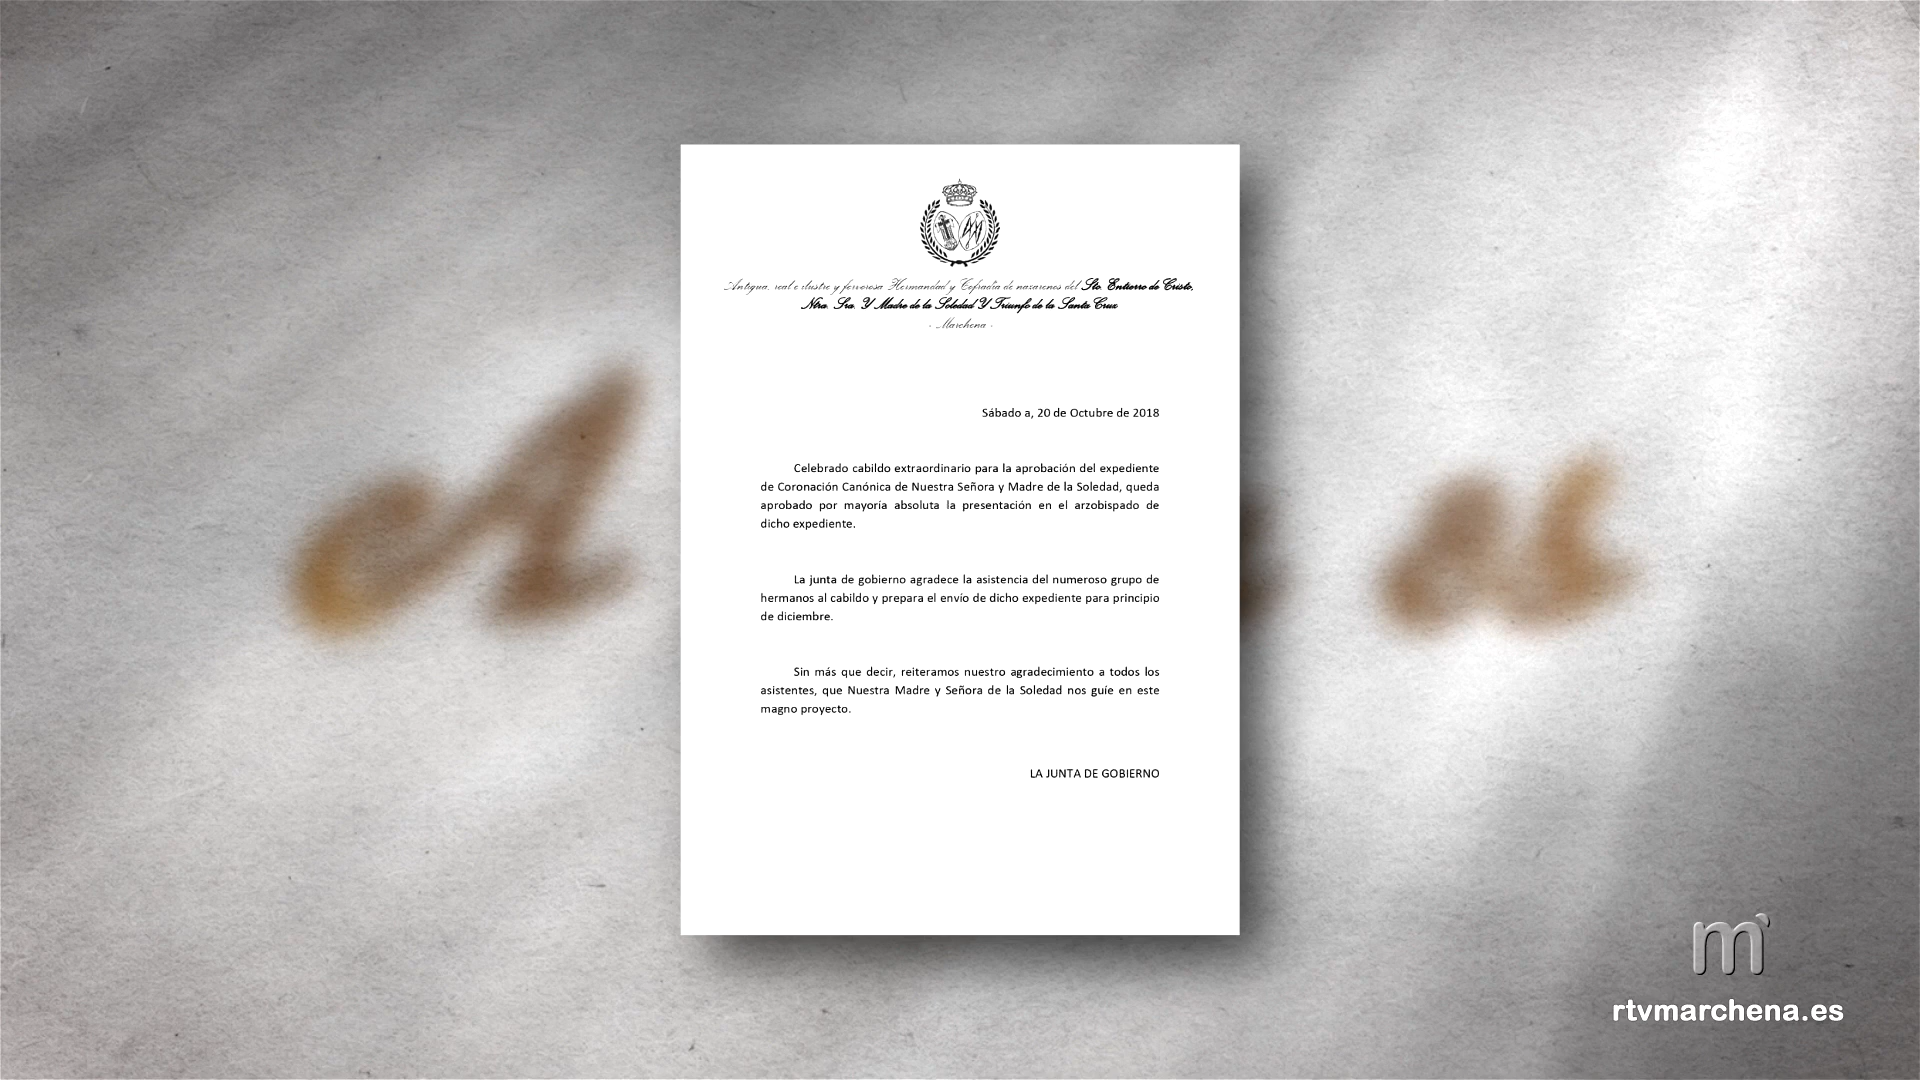 Antigua, real e ilustre y fervorosa Hermandad y Cofradía de nazarenos del Sto. Entierro de Cristo,
Ntra. Sra. Y Madre de la Soledad Y Triunfo de la Santa Cruz
- Marchena -
Sábado a, 20 de Octubre de 2018
Celebrado cabildo extraordinario para la aprobación del expediente
de Coronación Canónica de Nuestra Señora y Madre de la Soledad, queda
aprobado por mayoría absoluta la presentación en el arzobispado de
dicho expediente.
La junta de gobierno agradece la asistencia del numeroso grupo de
hermanos al cabildo y prepara el envío de dicho expediente para principio
de diciembre.
Sin más que decir, reiteramos nuestro agradecimiento a todos los
asistentes, que Nuestra Madre y Señora de la Soledad nos guíe en este
magno proyecto.
LA JUNTA DE GOBIERNO
m
rtvmarchena.es